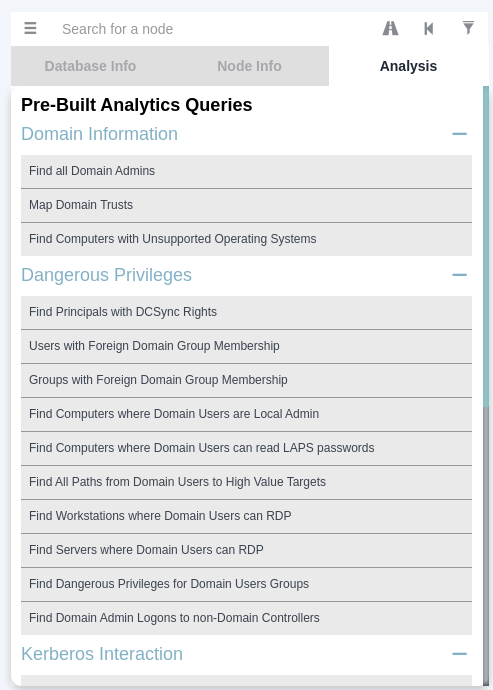 Search for a node
Database Info
Node Info
Analysis
Pre-Built Analytics Queries
Domain Information
Find all Domain Admins
Map Domain Trusts
Find Computers with Unsupported Operating Systems
Dangerous Privileges
Find Principals with DCSync Rights
Users with Foreign Domain Group Membership
Groups with Foreign Domain Group Membership
Find Computers where Domain Users are Local Admin
Find Computers where Domain Users can read LAPS passwords
Find All Paths from Domain Users to High Value Targets
Find Workstations where Domain Users can RDP
Find Servers where Domain Users can RDP
Find Dangerous Privileges for Domain Users Groups
Find Domain Admin Logons to non-Domain Controllers
Kerberos Interaction